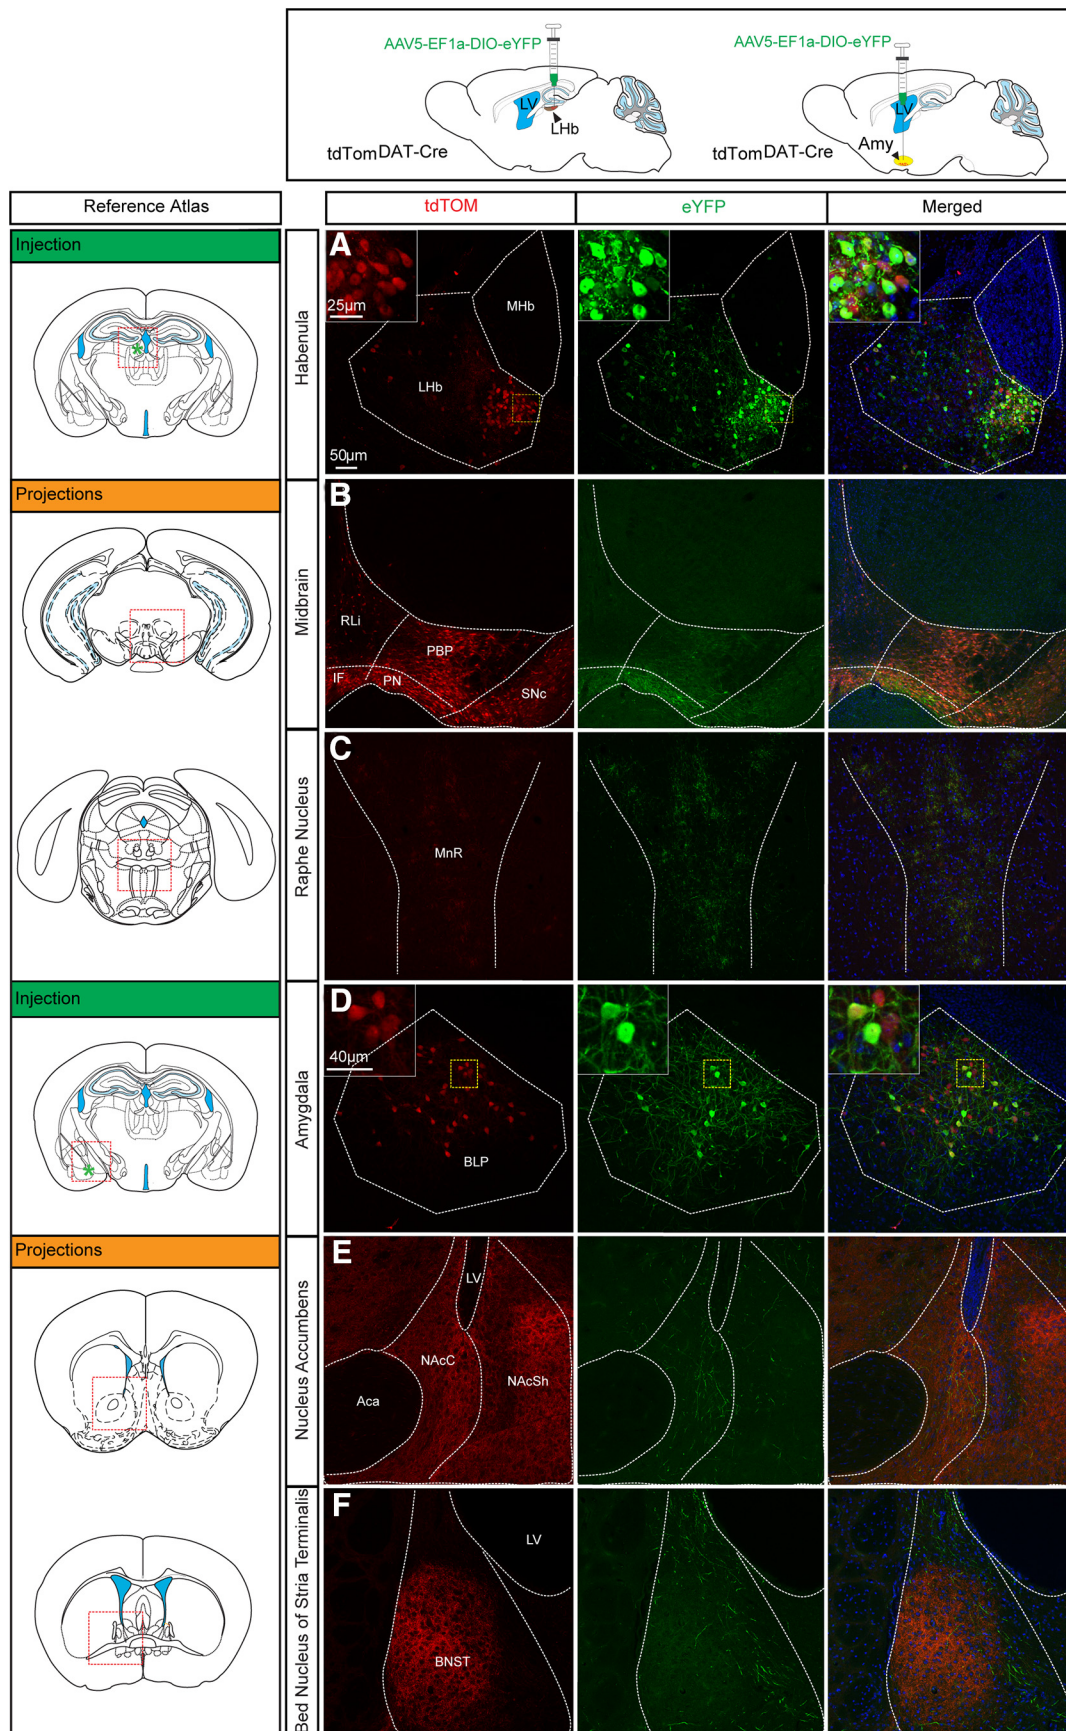 AAV5-EF1a-DIO-eYFP
AAV5-EF1a-DIO-eYFP
LV
LHb
tdTomDAT-Cre
LV
Amy
tdTomDAT-Cre
Reference Atlas
tdTOM
eYFP
Merged
Injection
Habenula
A
25µm
MHb
LHb
50µm
Projections
Midbrain
B
RLi
PBP
IF
PN
SNc
Raphe Nucleus
C
MnR
Injection
Amygdala
D
40µm
BLP
Projections
Nucleus Accumbens
E
LV
NAcC
NAcSh
Aca
Bed Nucleus of Stria Terminalis
F
LV
BNST